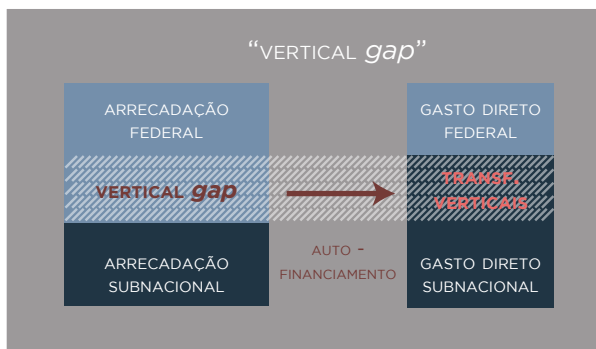 “VERTICAL gap”
ARRECADAÇÃO
FEDERAL
GASTO DIRETO
FEDERAL
VERTICAL gap
TRANSF.
VERTICAIS
AUTO -
FINANCIAMENTO
ARRECADAÇÃO
SUBNACIONAL
GASTO DIRETO
SUBNACIONAL